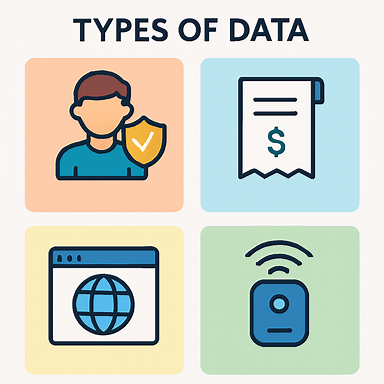 TYPES OF DATA
$